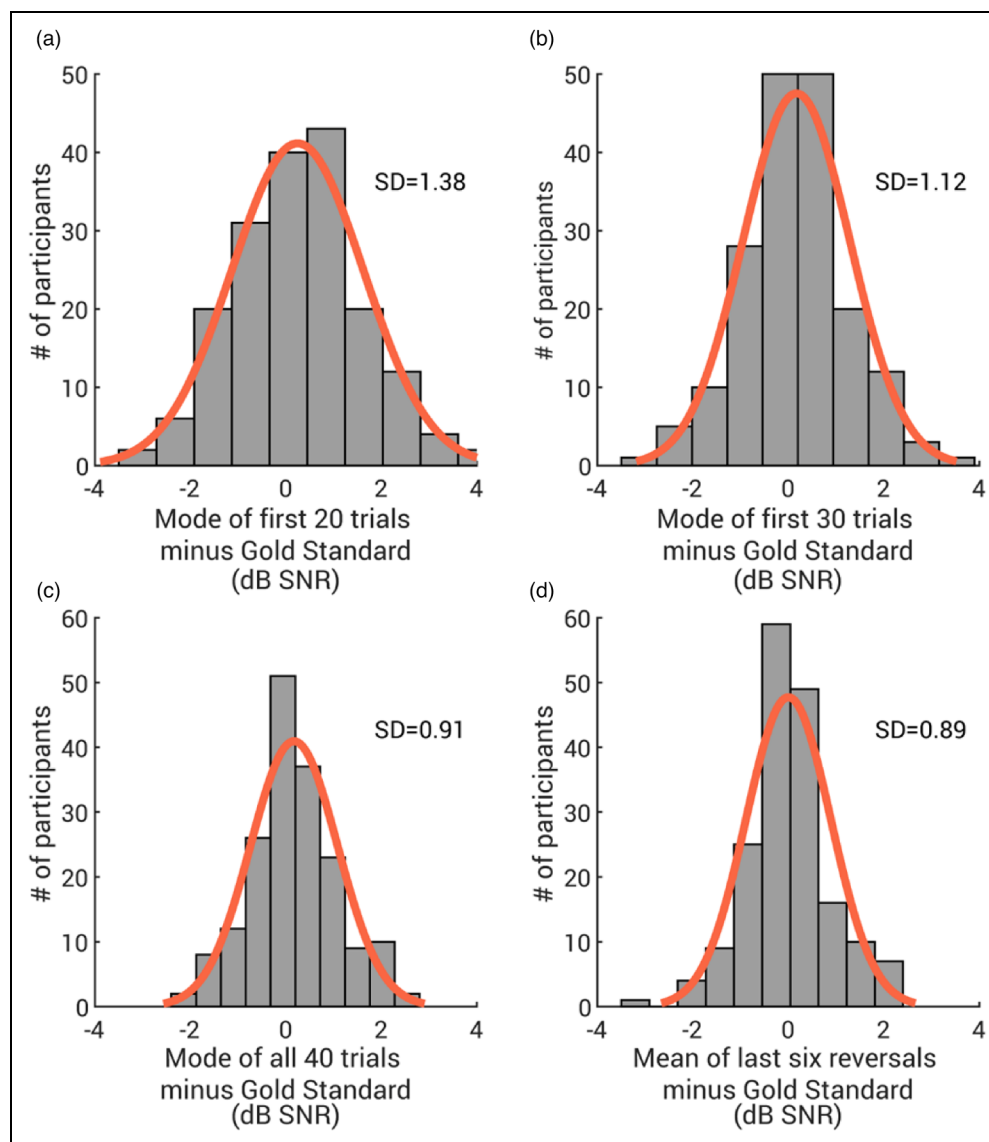 (a)
50
40
30
20
10
0
# of participants
SD=1.38
-4 -2 0 2 4
Mode of first 20 trials
minus Gold Standard
(dB SNR)
(b)
50
40
30
20
10
0
# of participants
SD=1.12
-4 -2 0 2 4
Mode of first 30 trials
minus Gold Standard
(dB SNR)
(c)
60
50
40
30
20
10
0
# of participants
SD=0.91
-4 -2 0 2 4
Mode of all 40 trials
minus Gold Standard
(dB SNR)
(d)
60
50
40
30
20
10
0
# of participants
SD=0.89
-4 -2 0 2 4
Mean of last six reversals
minus Gold Standard
(dB SNR)